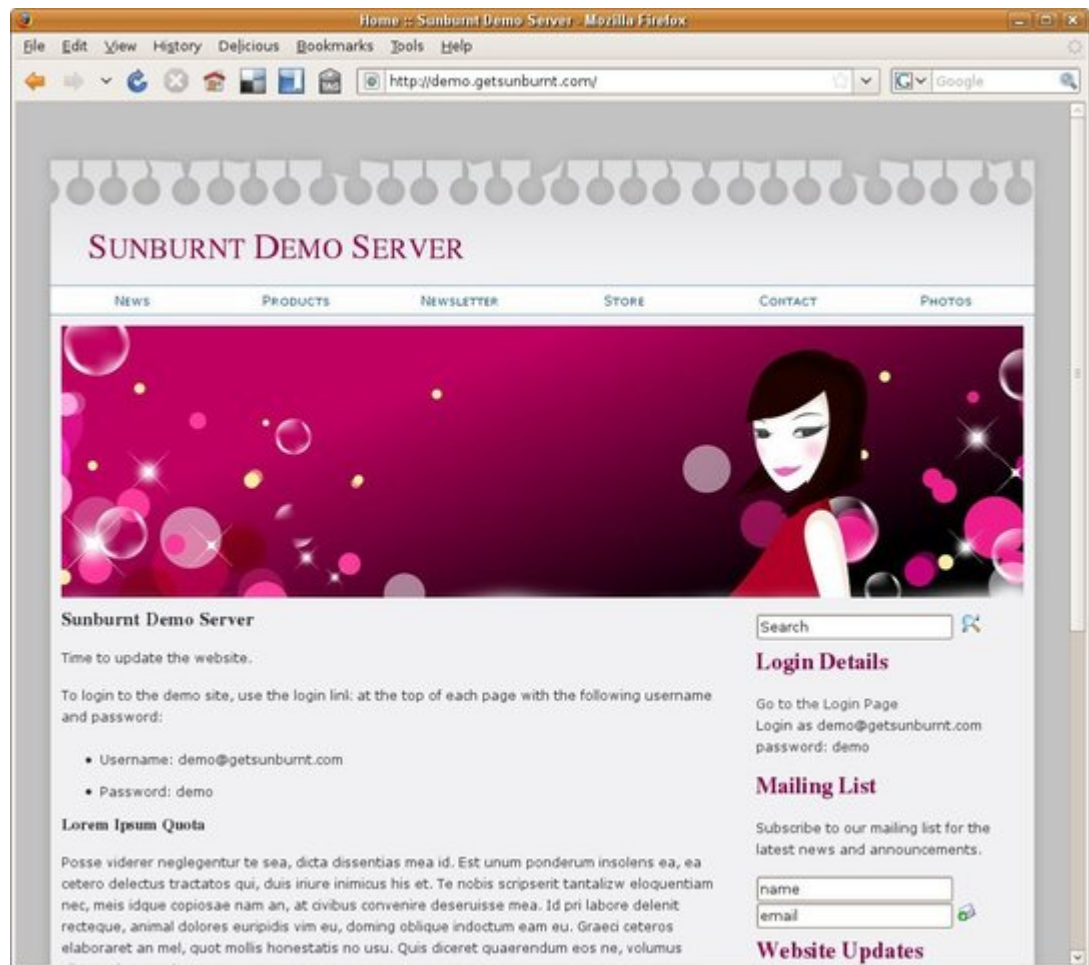 Home :: Sunburnt Demo Server - Mozilla Firefox
File Edit View History Delicious Bookmarks Tools Help
http://demo.getsunburnt.com/
Google
SUNBURNT DEMO SERVER
NEWS PRODUCTS NEWSLETTER STORE CONTACT PHOTOS
Sunburnt Demo Server
Time to update the website.
To login to the demo site, use the login link at the top of each page with the following username
and password:
• Username: demo@getsunburnt.com
• Password: demo
Lorem Ipsum Quota
Posse viderer neglegentur te sea, dicta dissentias mea id. Est unum ponderum insolens ea, ea
cetero delectus tractatos qui, duis iriure inimicus his et. Te nobis scripserit tantalizw eloquentiam
nec, meis idque copiosae nam an, at civibus convenire deseruisse mea. Id pri labore delenit
recteque, animal dolores euripidis vim eu, doming oblique indoctum eam eu. Graeci ceteros
elaboraret an mel, quot mollis honestatis no usu. Quis diceret quaerendum eos ne, volumus
Search
Login Details
Go to the Login Page
Login as demo@getsunburnt.com
password: demo
Mailing List
Subscribe to our mailing list for the
latest news and announcements.
name
email
Website Updates